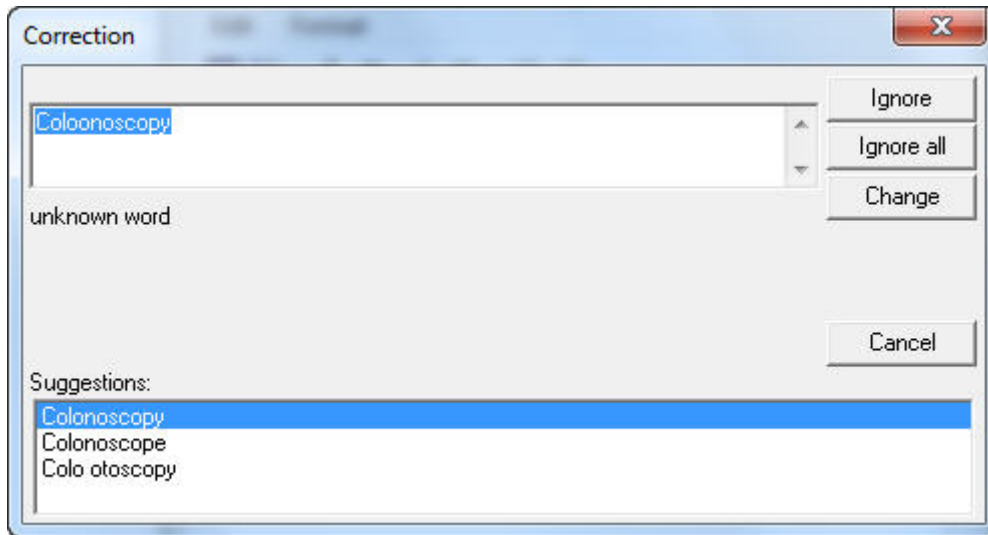 Correction
Ignore
Coloonoscopy
Ignore all
Change
unknown word
Cancel
Suggestions:
Colonoscopy
Colonoscope
Colo otoscopy